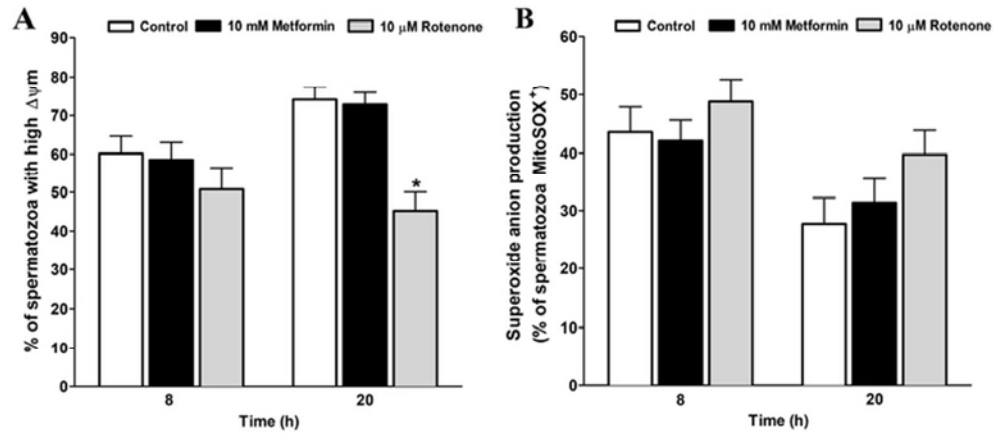 A
Control 10 mM Metformin 10 µM Rotenone
% of spermatozoa with high Δψm
90
80
70
60
50
40
30
20
10
0
*
8 20
Time (h)
B
Control 10 mM Metformin 10 µM Rotenone
Superoxide anion production
(% of spermatozoa MitoSOX⁺)
60
50
40
30
20
10
0
8 20
Time (h)